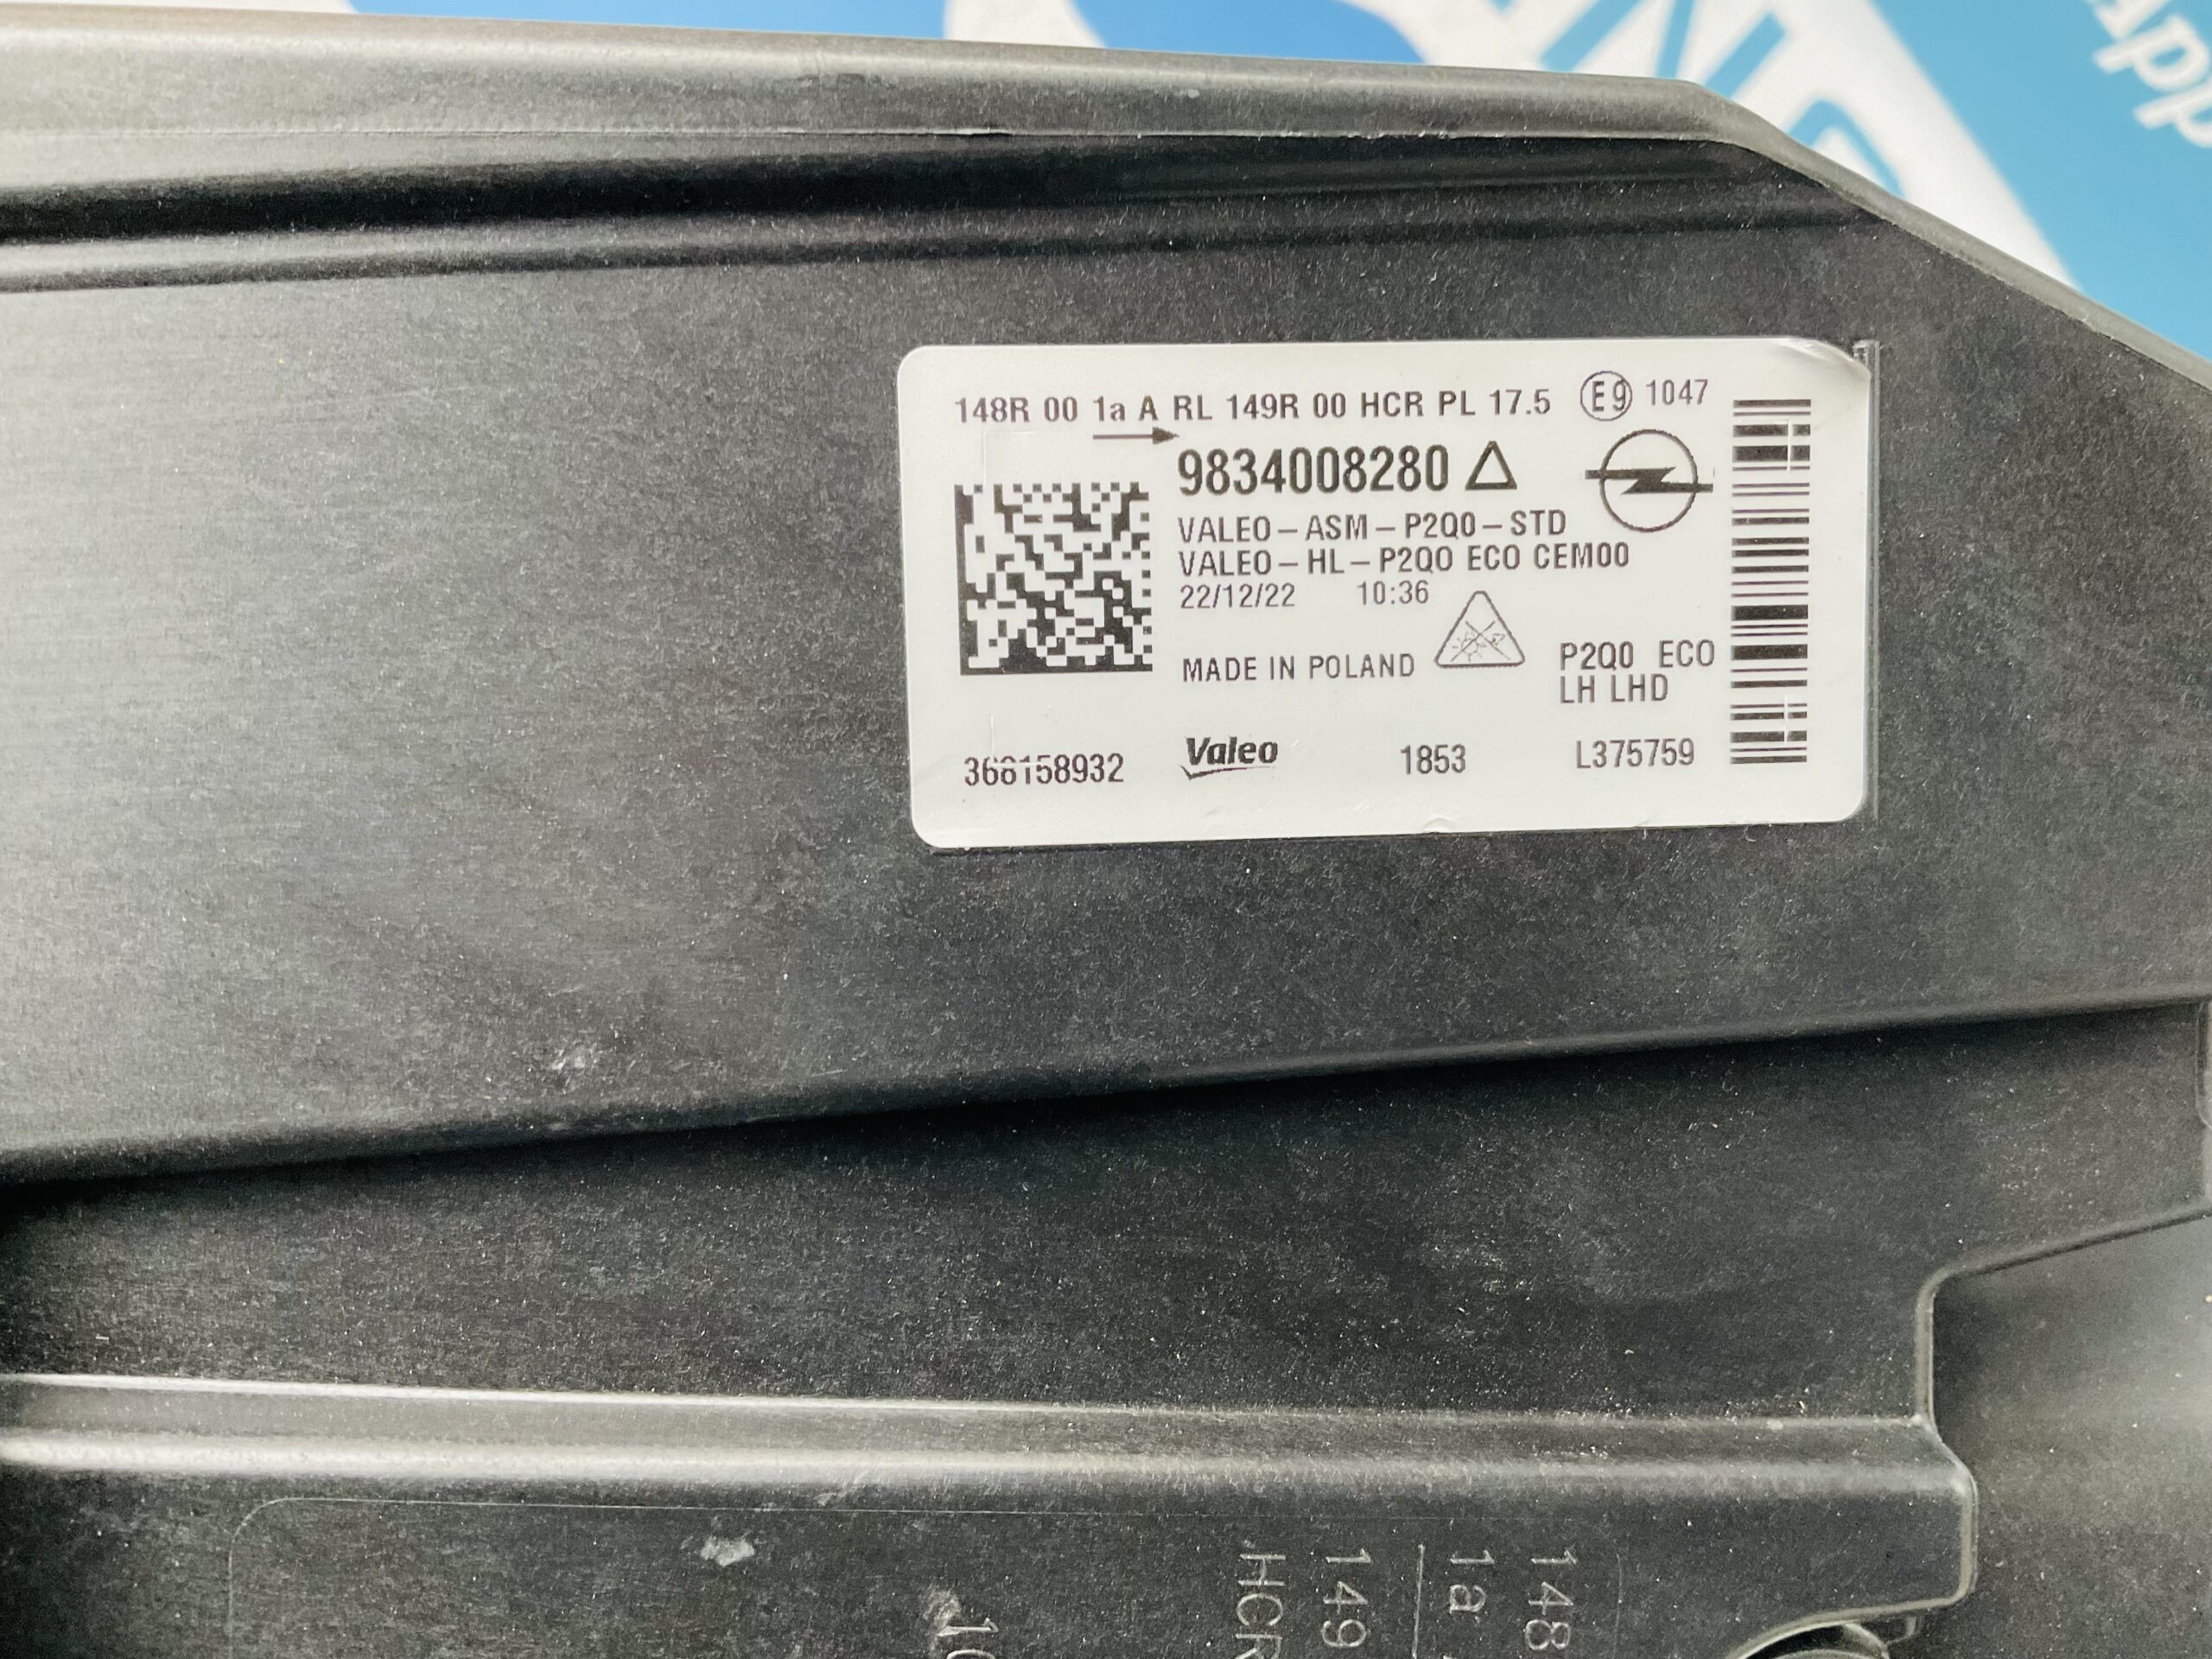 148R 00 1a A RL 149R 00 HCR PL 17.5 E9 1047
9834008280
VALEO-ASM-P2Q0-STD
VALEO-HL-P2Q0 ECO CEM00
22/12/22 10:36
MADE IN POLAND
P2Q0 ECO
LH LHD
366158932 Valeo 1853 L375759
148
1a
149
HCR
App